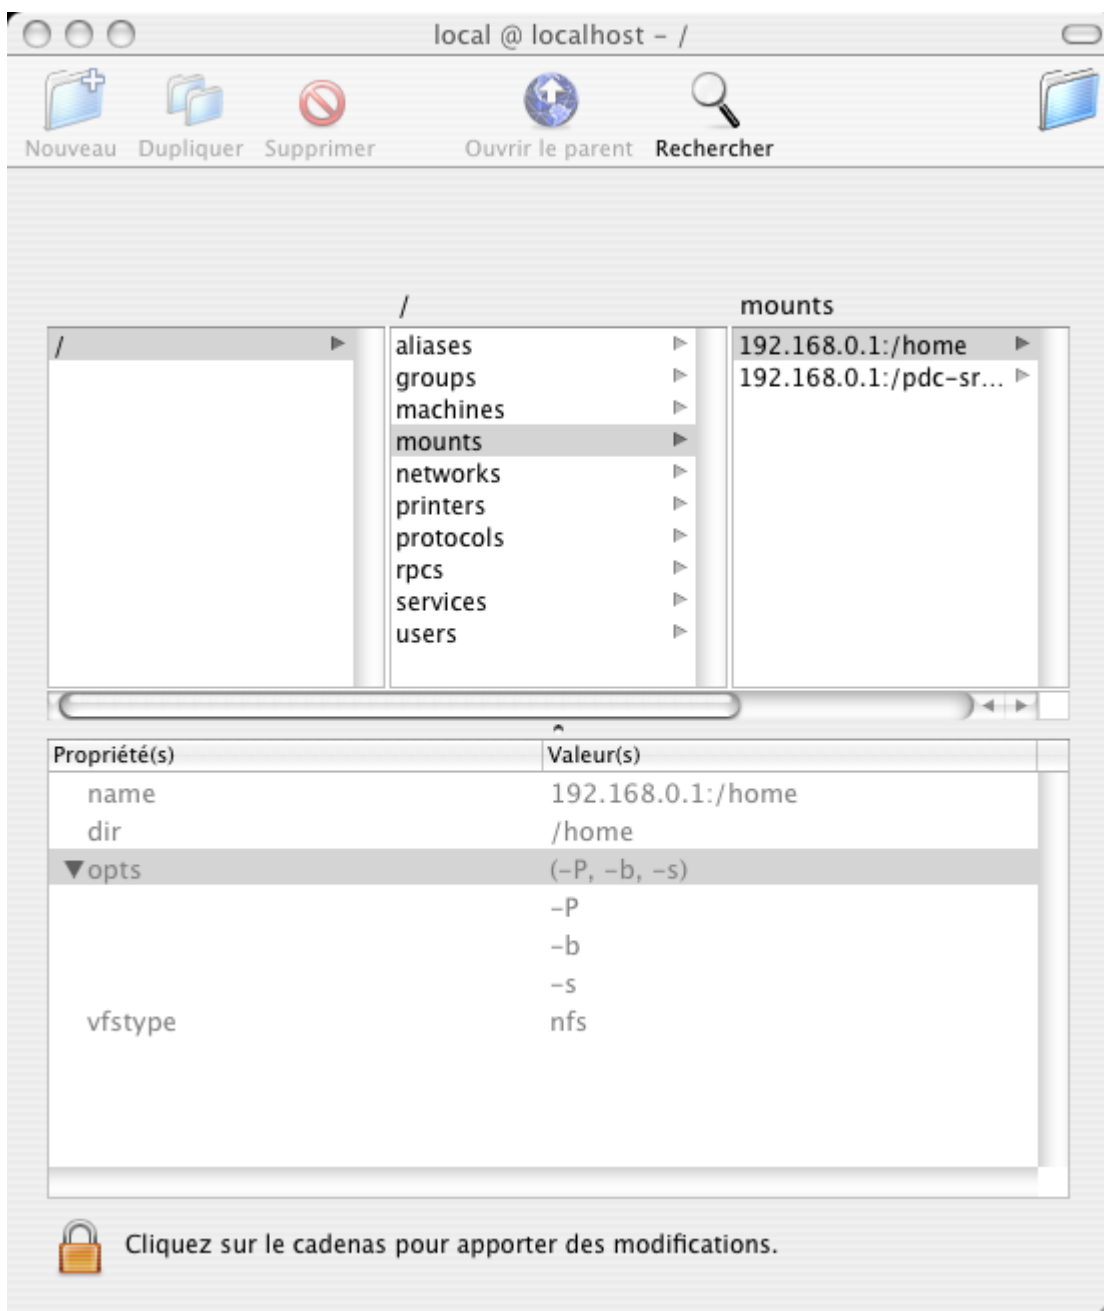 local @ localhost – /
Nouveau Dupliquer Supprimer Ouvrir le parent Rechercher
/ mounts
/ aliases 192.168.0.1:/home
groups 192.168.0.1:/pdc-sr...
machines
mounts
networks
printers
protocols
rpcs
services
users
Propriété(s) Valeur(s)
name 192.168.0.1:/home
dir /home
opts (-P, -b, -s)
-P
-b
-s
vfstype nfs
Cliquez sur le cadenas pour apporter des modifications.